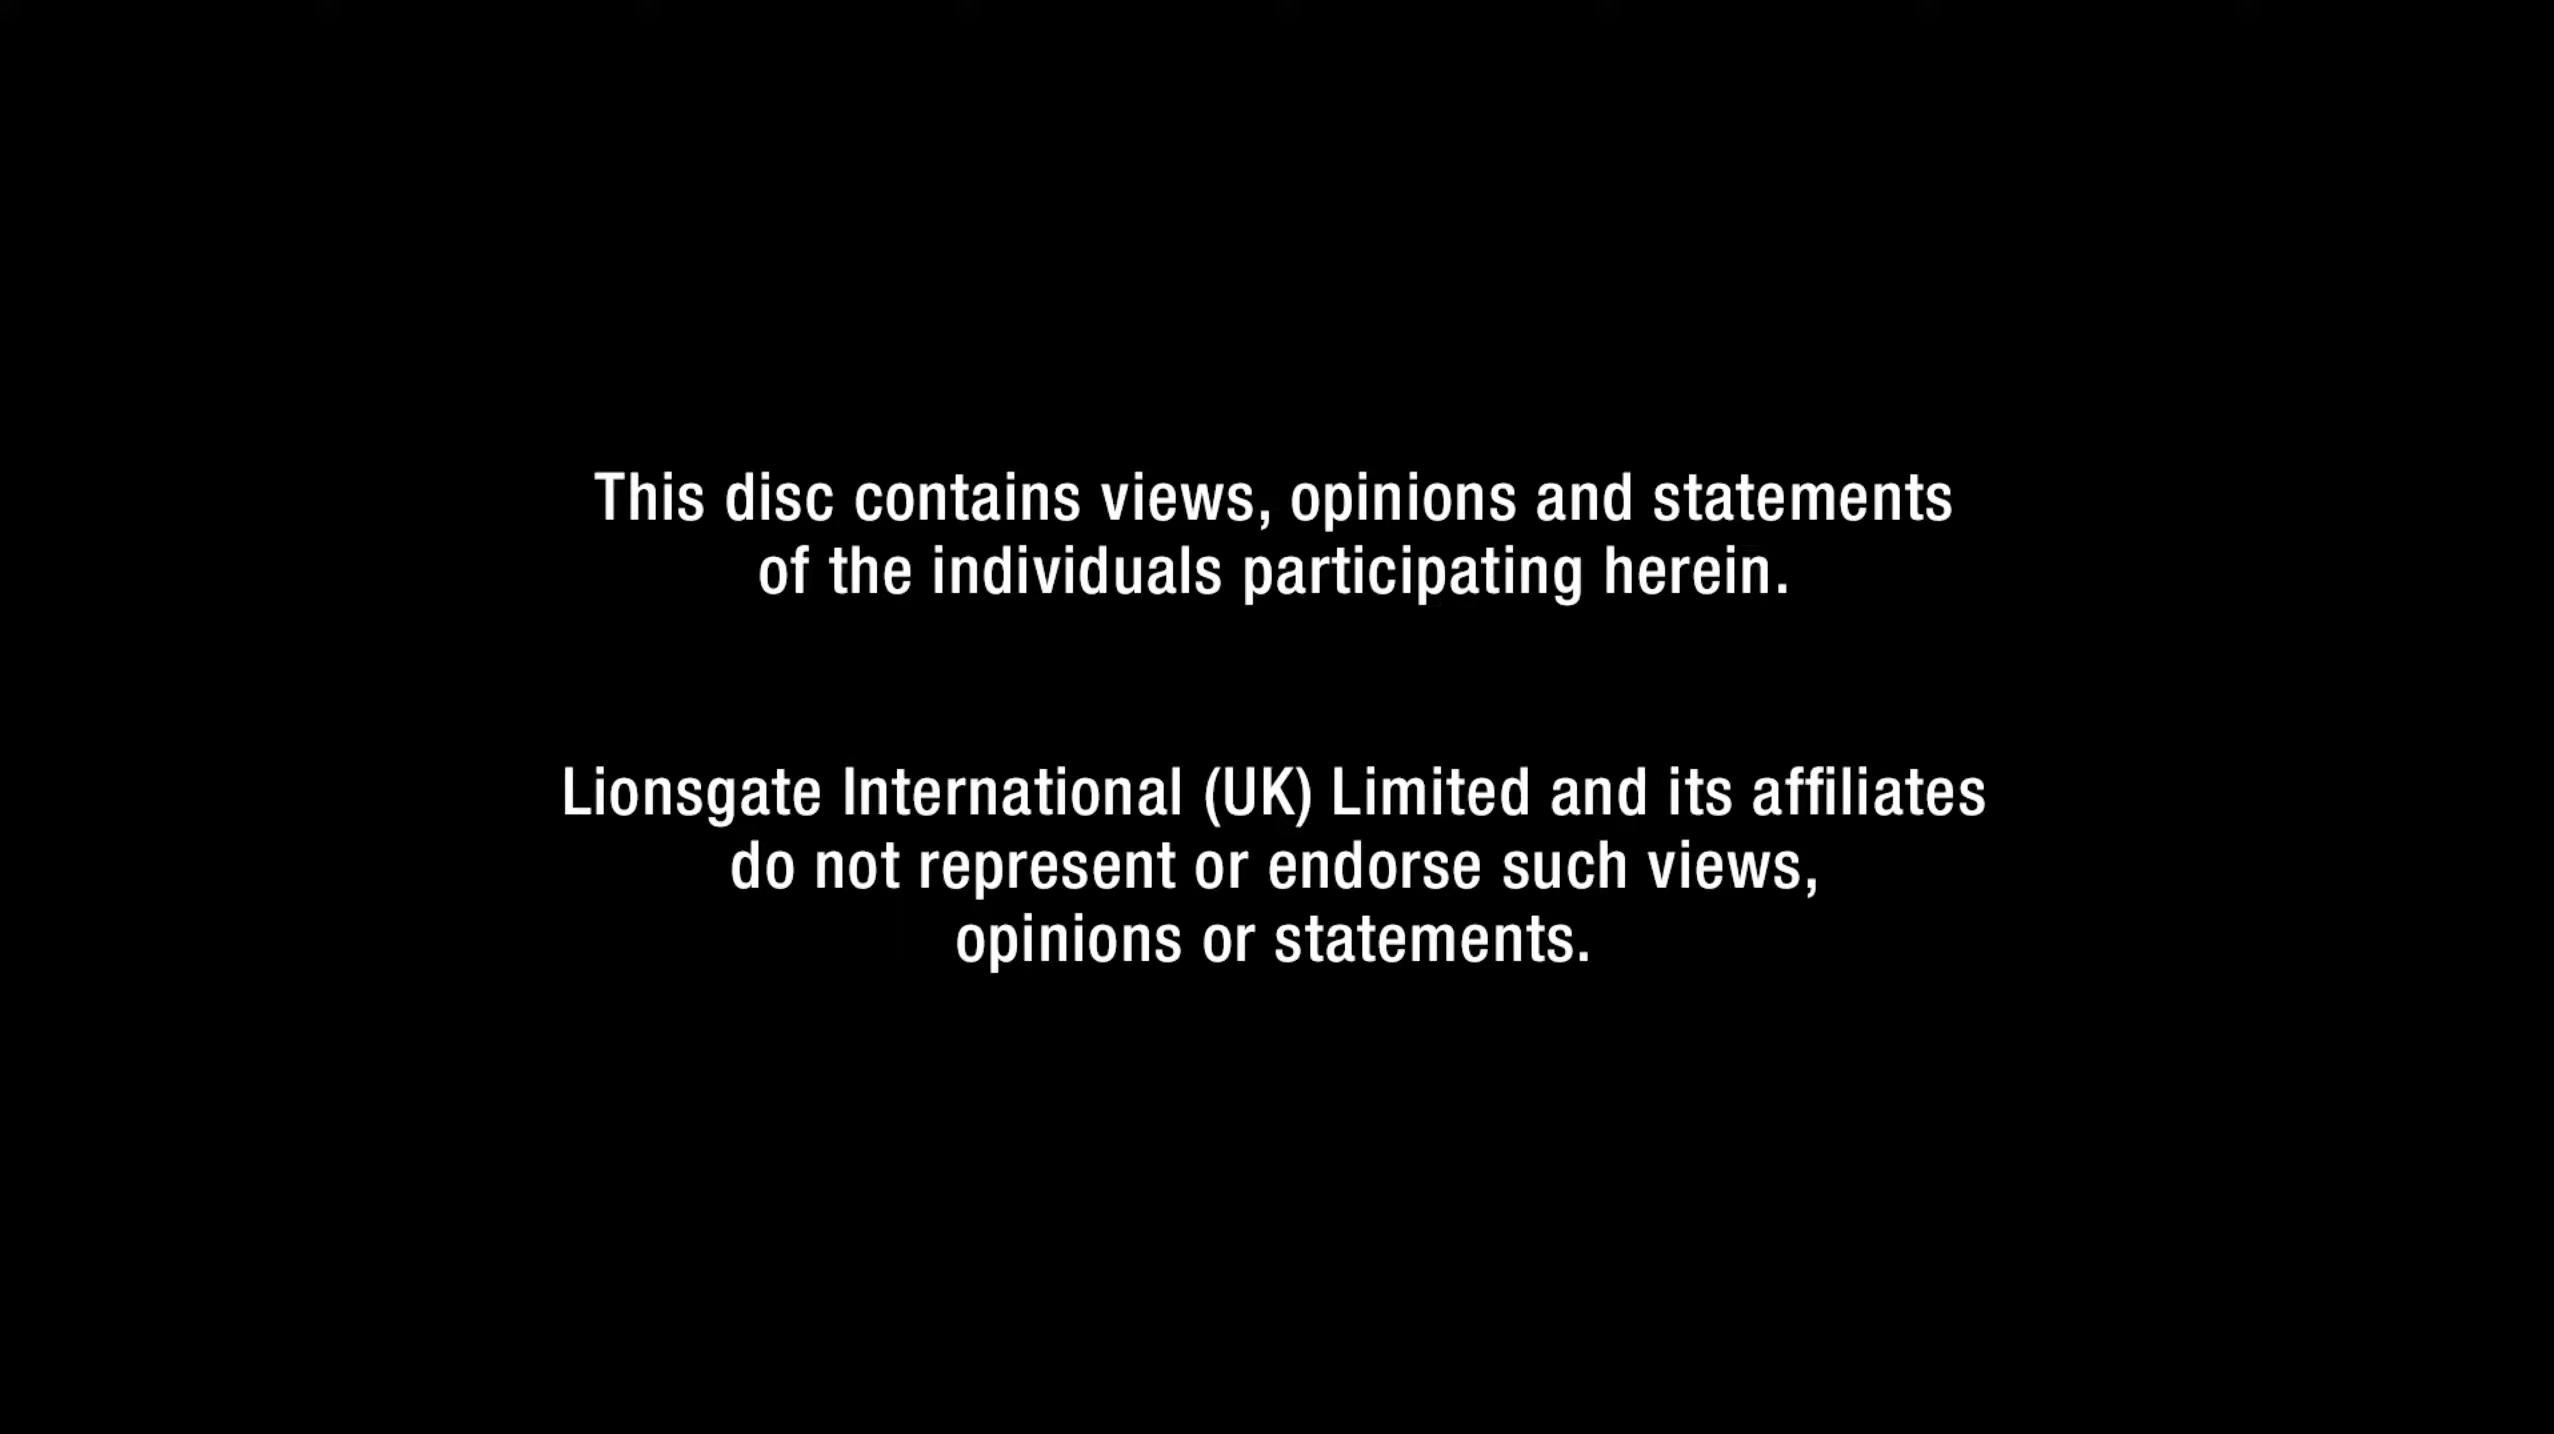 This disc contains views, opinions and statements
of the individuals participating herein.
Lionsgate International (UK) Limited and its affiliates
do not represent or endorse such views,
opinions or statements.